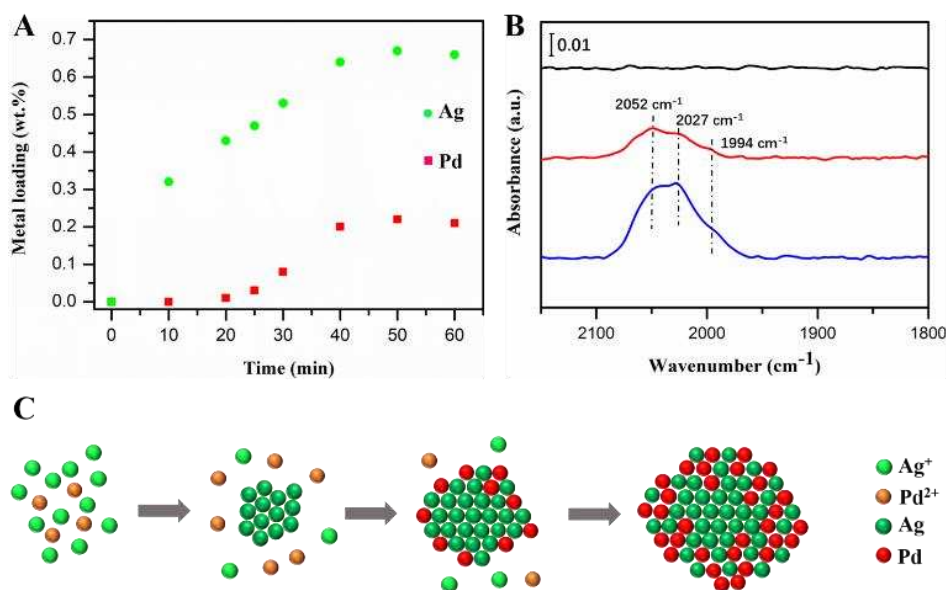 A
0.7
0.6
0.5
0.4
0.3
0.2
0.1
0.0
Metal loading (wt.%)
Ag
Pd
0 10 20 30 40 50 60
Time (min)
B
0.01
2052 cm⁻¹
2027 cm⁻¹
1994 cm⁻¹
Absorbance (a.u.)
2100 2000 1900 1800
Wavenumber (cm⁻¹)
C
Ag⁺
Pd²⁺
Ag
Pd